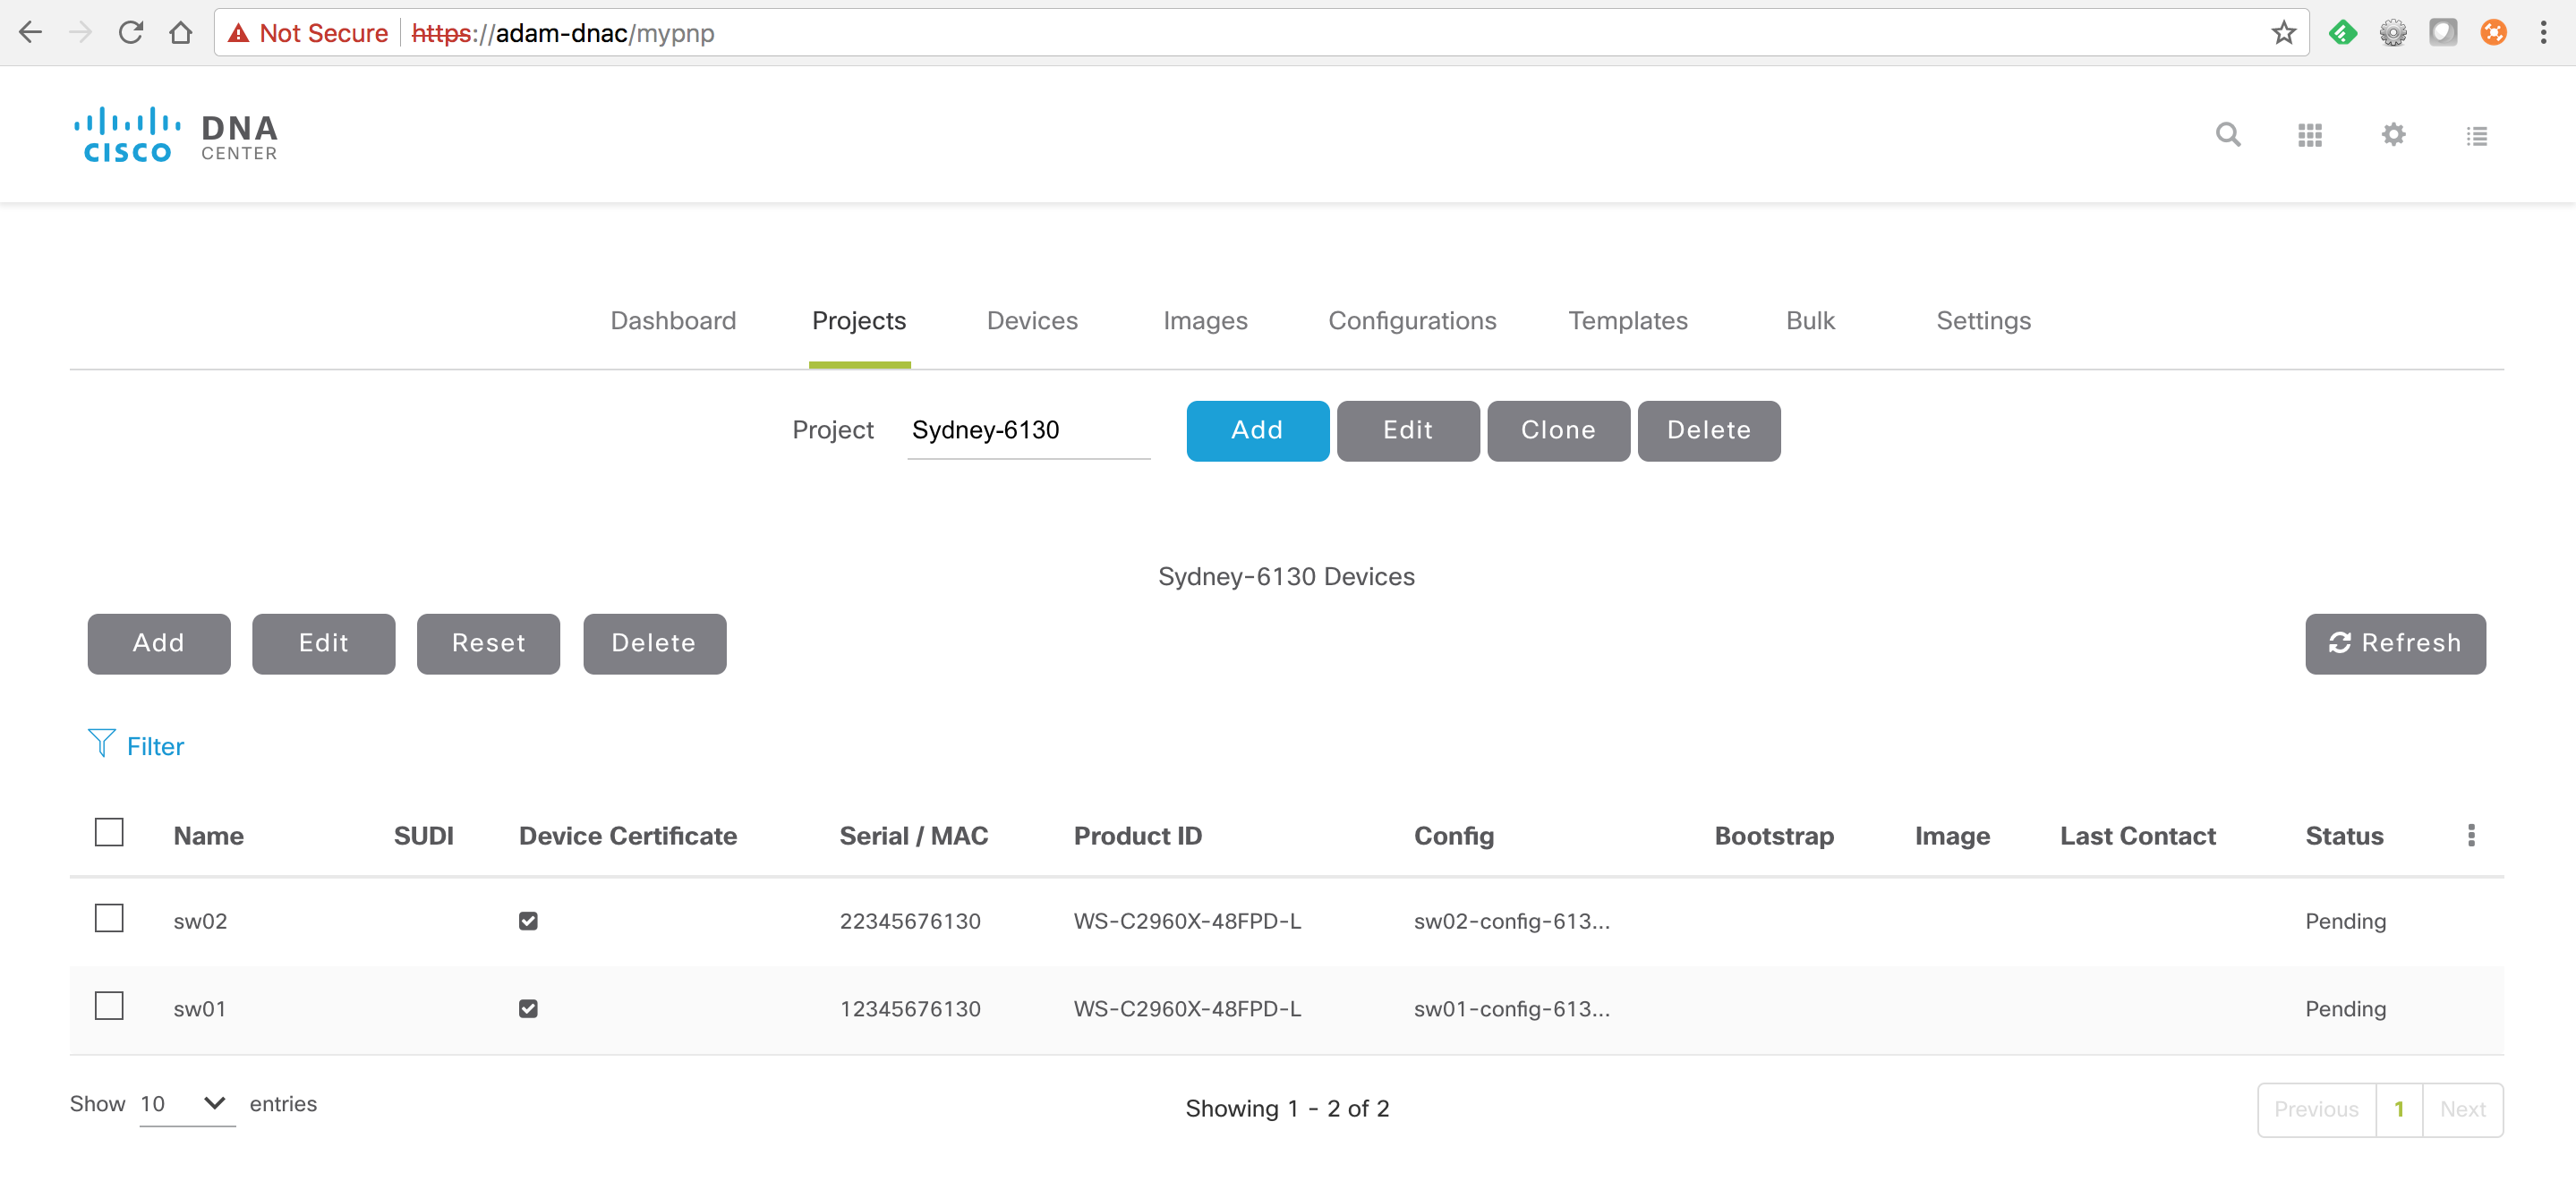 Not Secure https://adam-dnac/mypnp
CISCO DNA CENTER
Dashboard Projects Devices Images Configurations Templates Bulk Settings
Project Sydney-6130 Add Edit Clone Delete
Sydney-6130 Devices
Add Edit Reset Delete Refresh
Filter
Name SUDI Device Certificate Serial / MAC Product ID Config Bootstrap Image Last Contact Status
sw02 22345676130 WS-C2960X-48FPD-L sw02-config-613... Pending
sw01 12345676130 WS-C2960X-48FPD-L sw01-config-613... Pending
Show 10 entries Showing 1 - 2 of 2 Previous 1 Next